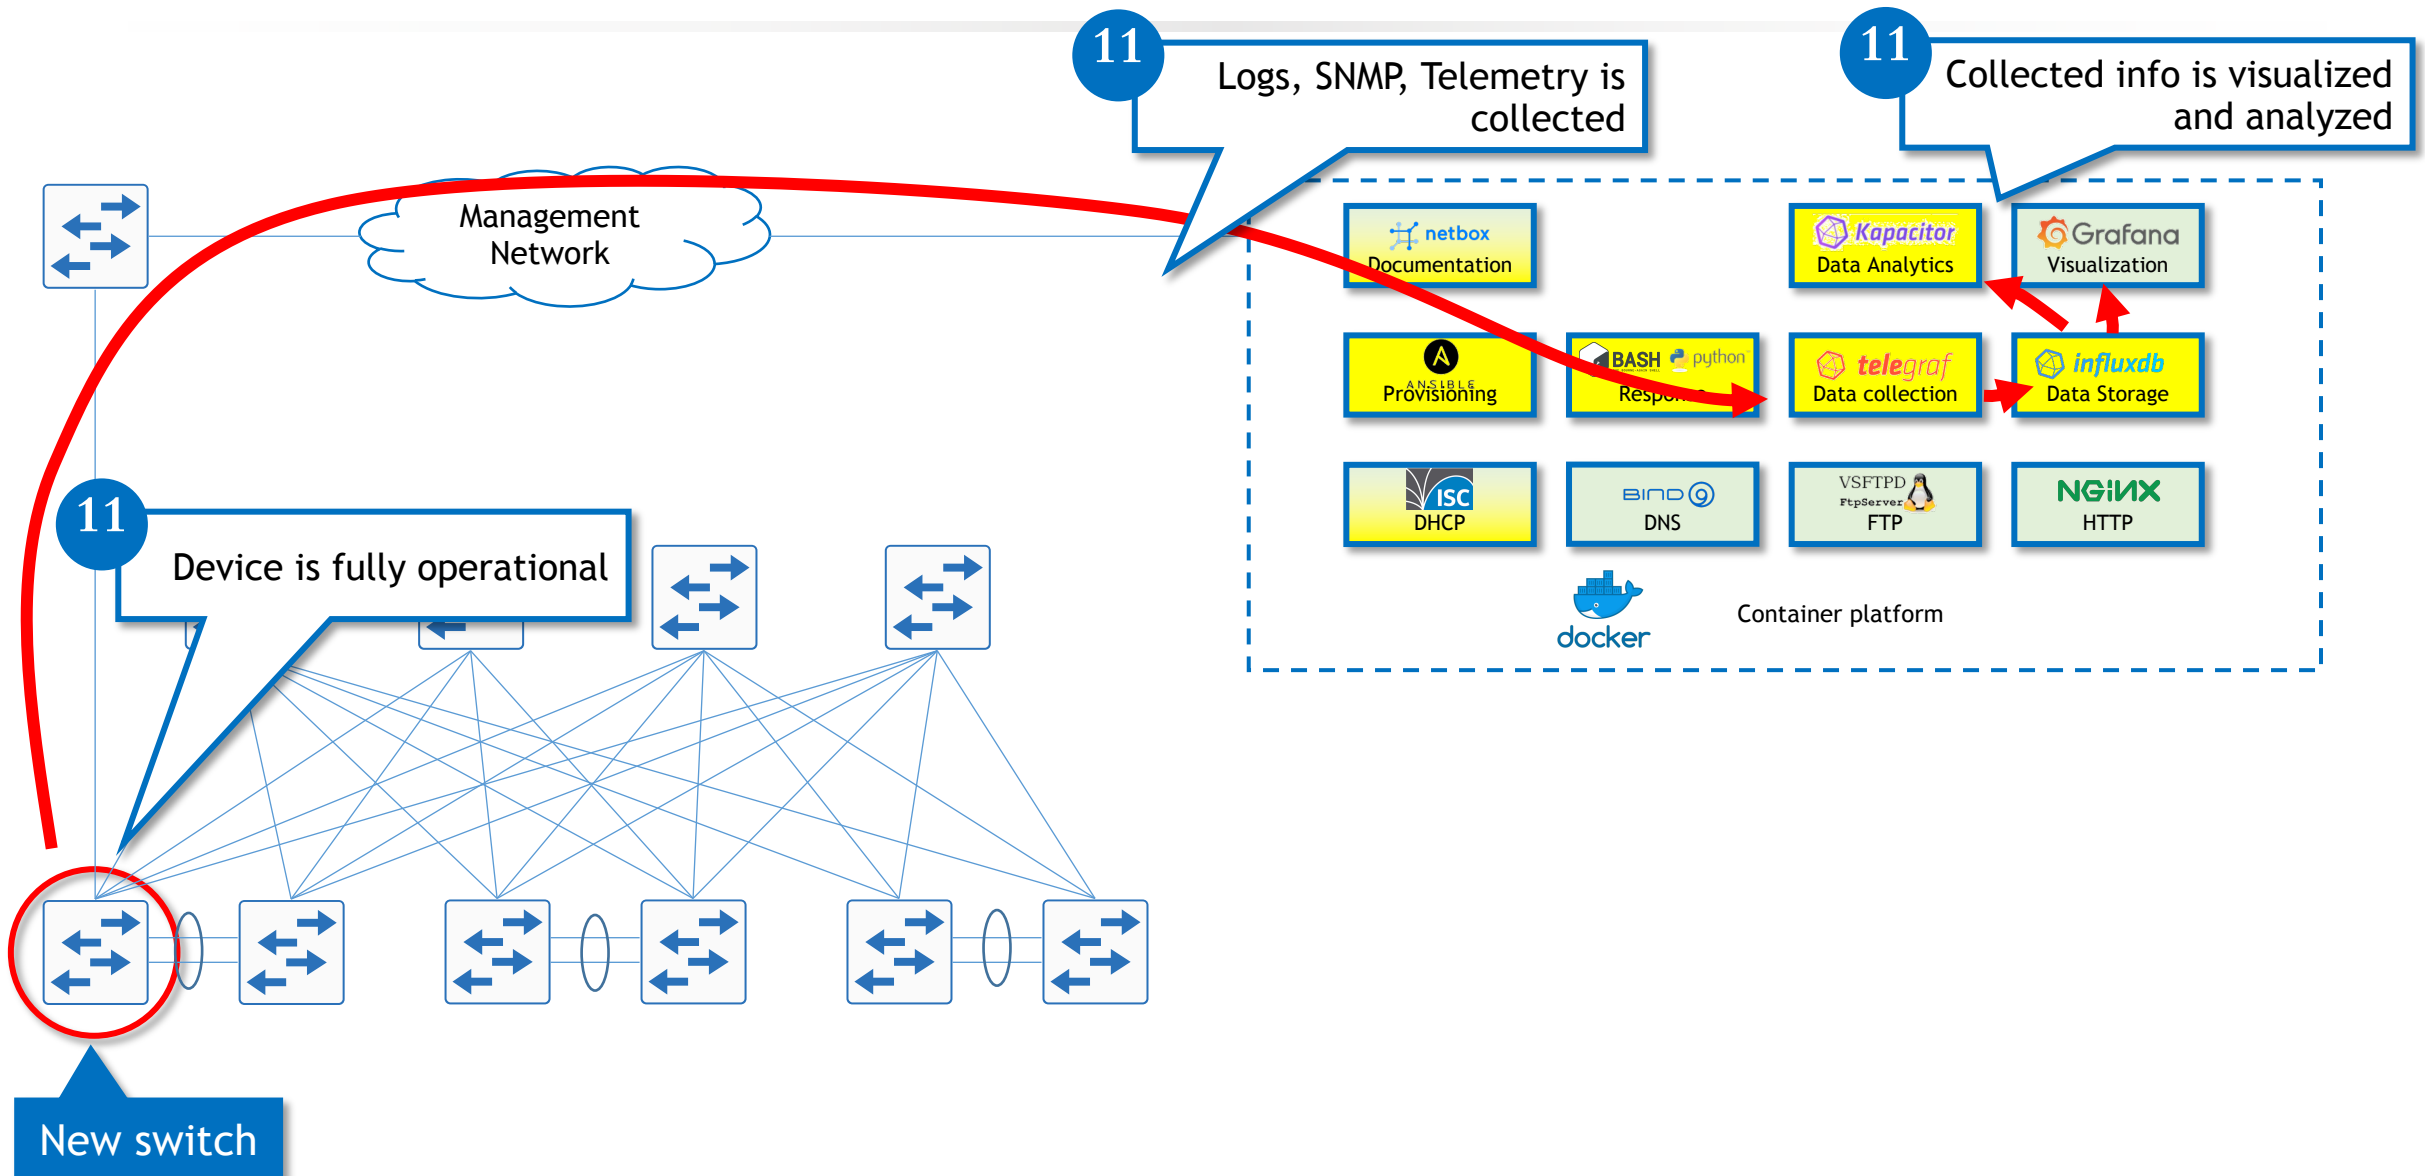 11
Logs, SNMP, Telemetry is
collected
11
Collected info is visualized
and analyzed
Management
Network
netbox
Documentation
Kapacitor
Data Analytics
Grafana
Visualization
ANSIBLE
Provisioning
BASH
python
Response
telegraf
Data collection
influxdb
Data Storage
11
Device is fully operational
ISC
DHCP
BIND 9
DNS
VSFTPD
FtpServer
FTP
NGINX
HTTP
docker
Container platform
New switch